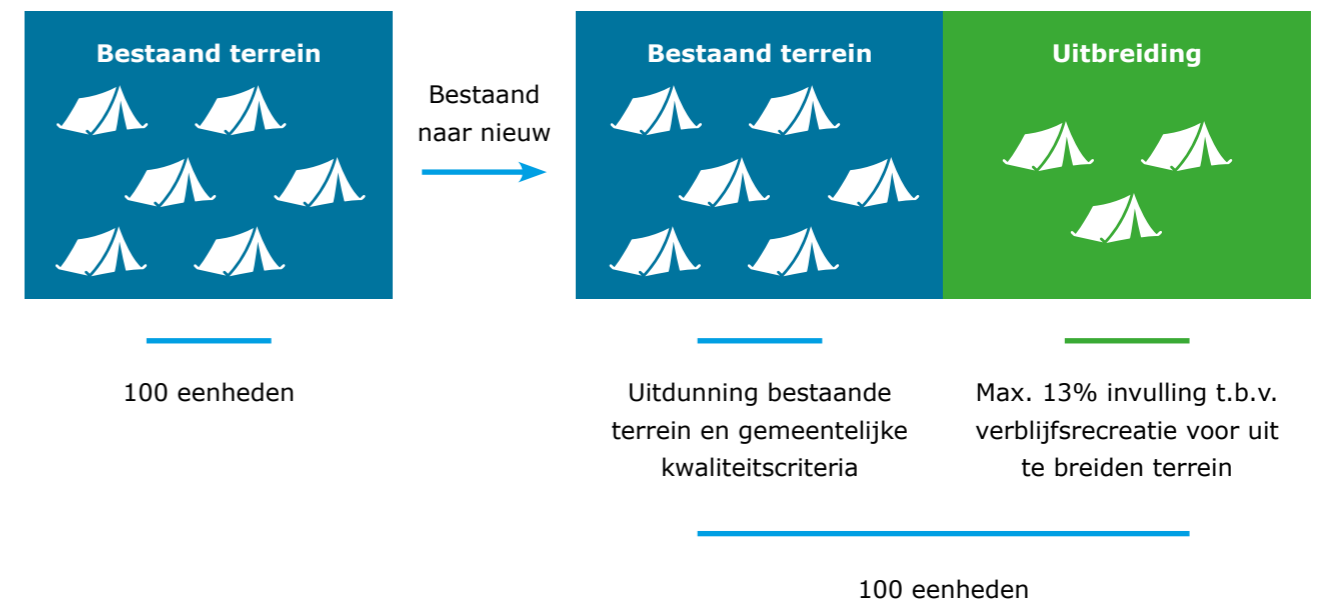 Bestaand terrein
Bestaand
naar nieuw
Bestaand terrein
Uitbreiding
100 eenheden
Uitdunning bestaande
terrein en gemeentelijke
kwaliteitscriteria
Max. 13% invulling t.b.v.
verblijfsrecreatie voor uit
te breiden terrein
100 eenheden